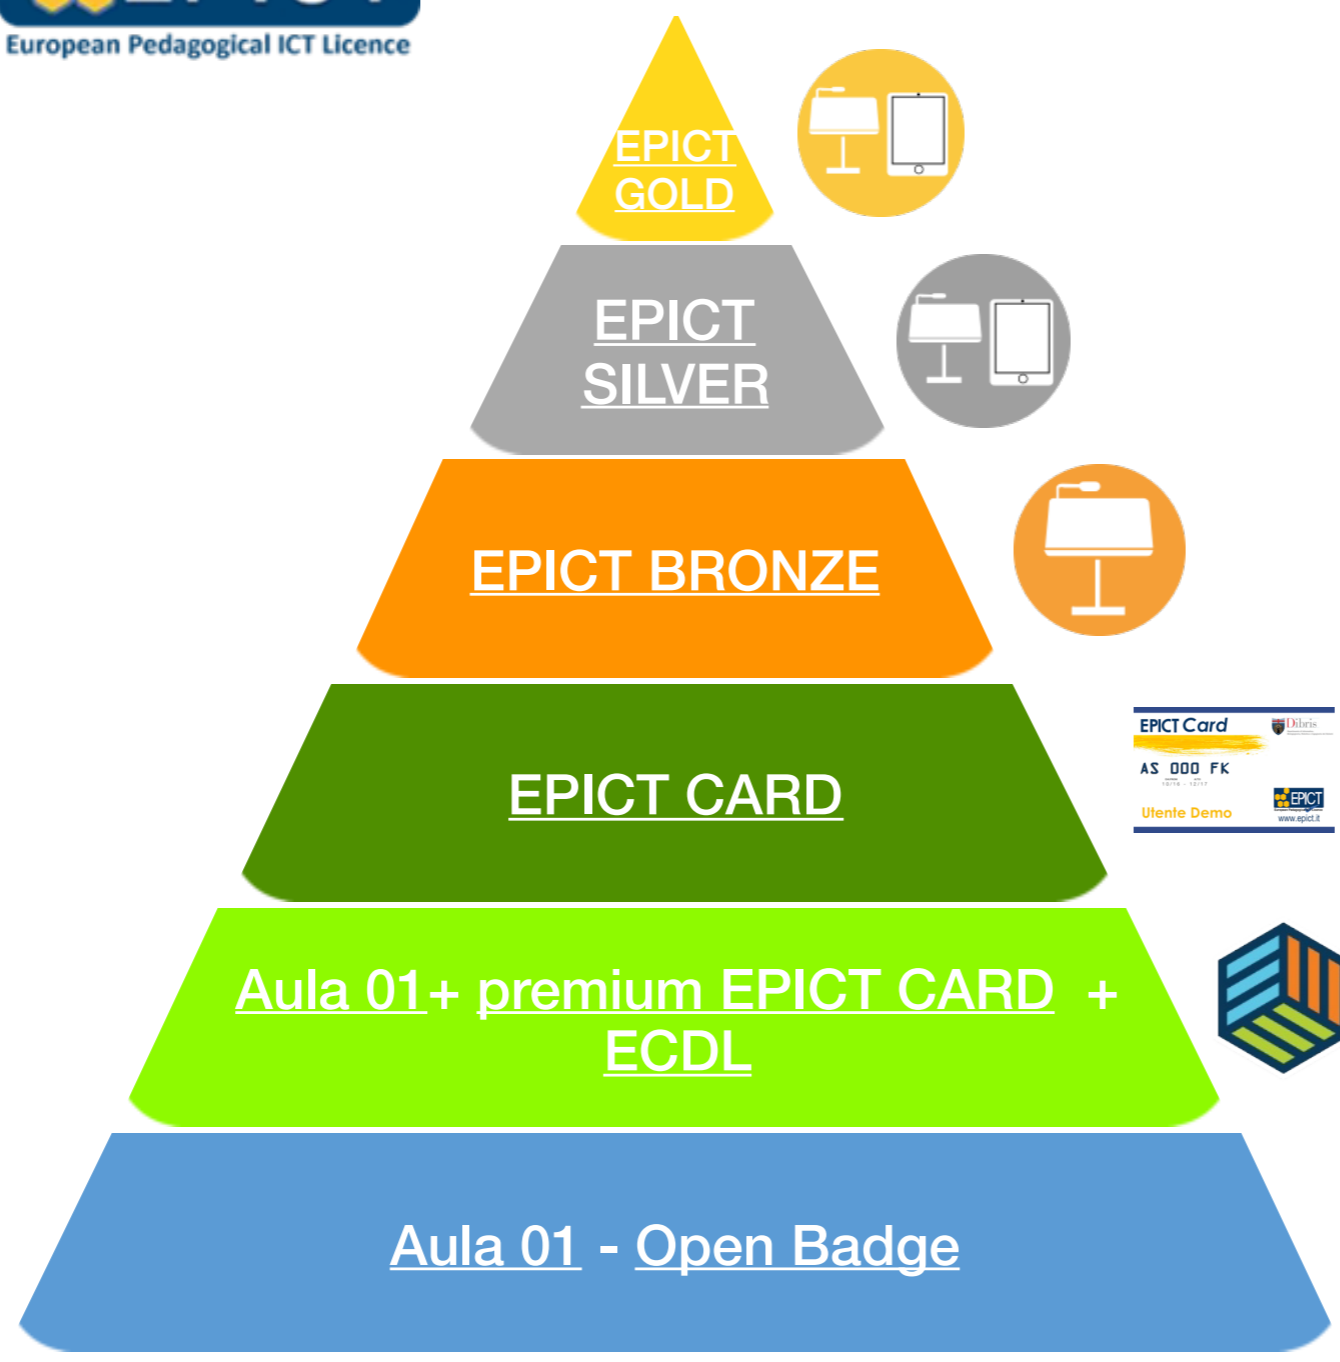 EPICT
European Pedagogical ICT Licence
EPICT
GOLD
EPICT
SILVER
EPICT BRONZE
EPICT CARD
EPICT Card
Dibris
AS 000 FK
Utente Demo
EPICT
www.epict.it
Aula 01+ premium EPICT CARD +
ECDL
Aula 01 - Open Badge